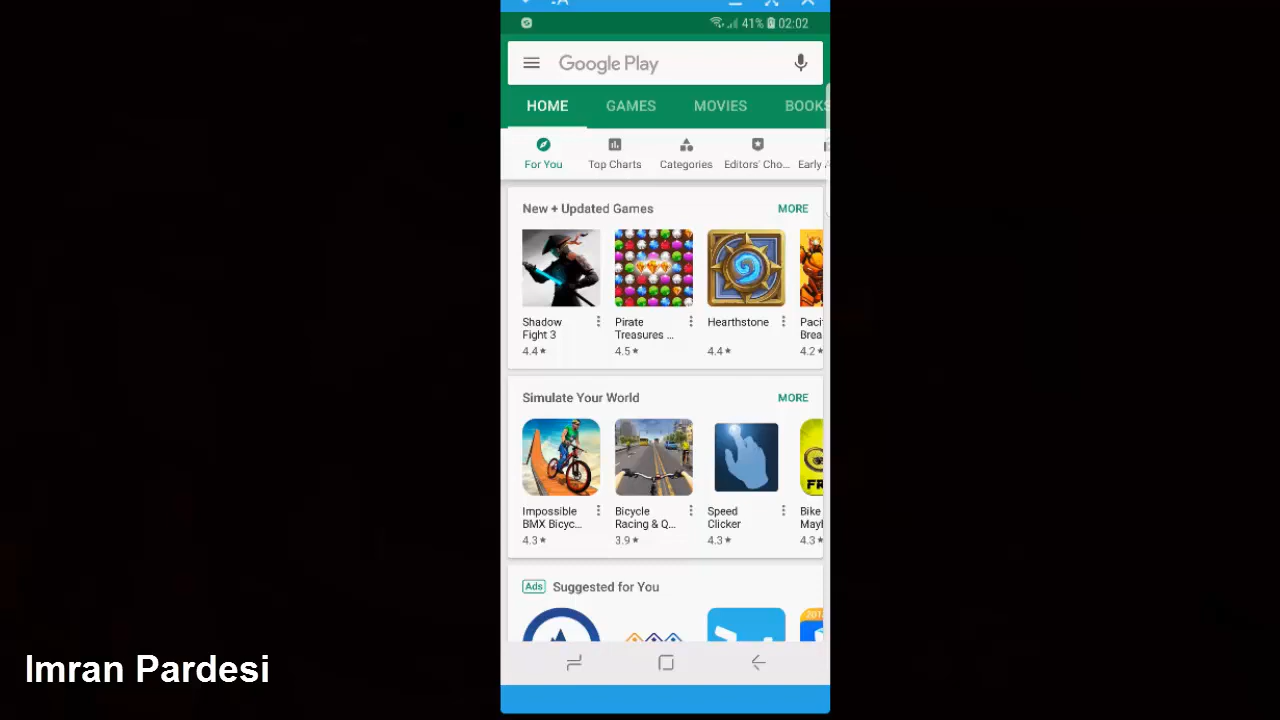 41% 02:02
Google Play
HOME GAMES MOVIES BOOKS
For You Top Charts Categories Editors' Cho... Early
New + Updated Games MORE
Shadow Pirate Hearthstone
Fight 3 Treasures ...
4.4 4.5 4.4 4.2
Simulate Your World MORE
Impossible Bicycle Speed Bike
BMX Bicyc... Racing & Q... Clicker
4.3 3.9 4.3 4.3
Ads Suggested for You
Imran Pardesi